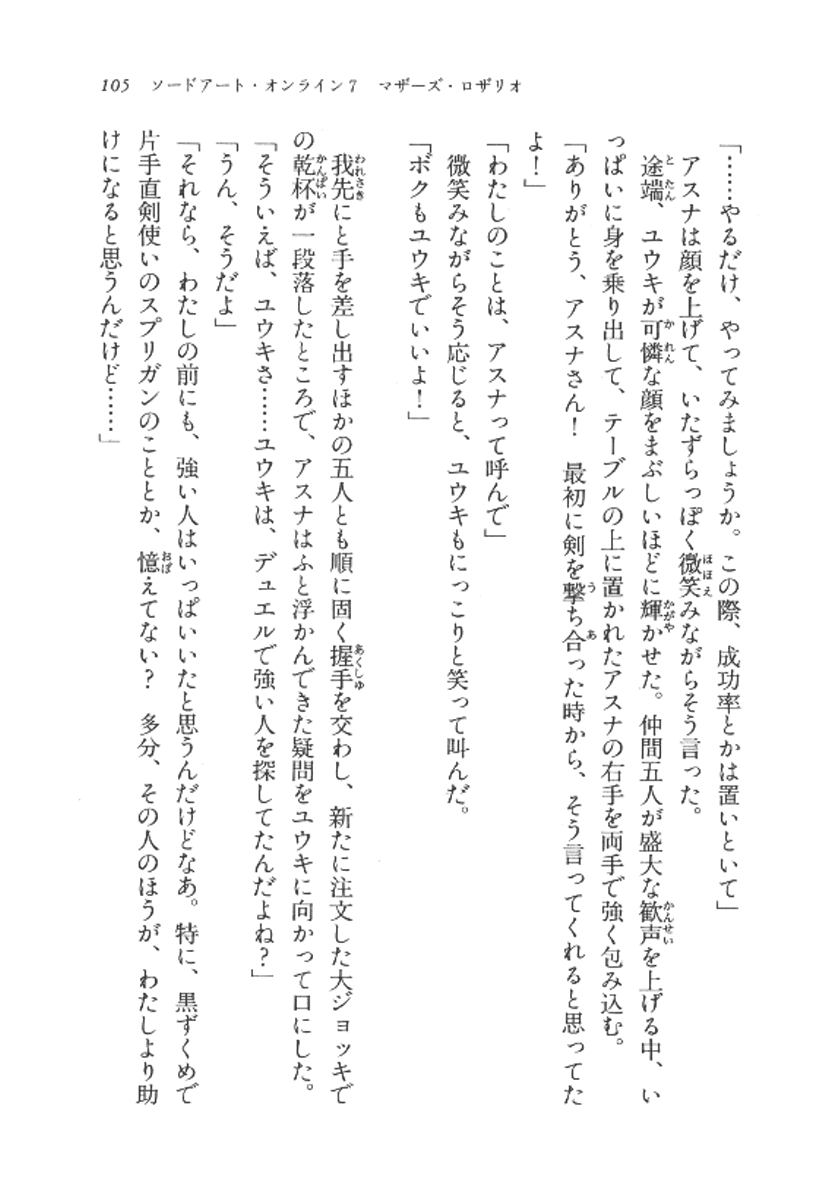 105　ソードアート・オンライン7　マザーズ・ロザリオ
「……やるだけ、やってみましょうか。この際、成功率とかは置いといて」
　アスナは顔を上げて、いたずらっぽく微笑みながらそう言った。
　途端、ユウキが可憐な顔をまぶしいほどに輝かせた。仲間五人が盛大な歓声を上げる中、い
っぱいに身を乗り出して、テーブルの上に置かれたアスナの右手を両手で強く包み込む。
「ありがとう、アスナさん！　最初に剣を撃ち合った時から、そう言ってくれると思ってた
よ！」
「わたしのことは、アスナって呼んで」
　微笑みながらそう応じると、ユウキもにっこりと笑って叫んだ。
「ボクもユウキでいいよ！」
　我先にと手を差し出すほかの五人とも順に固く握手を交わし、新たに注文した大ジョッキで
の乾杯が一段落したところで、アスナはふと浮かんできた疑問をユウキに向かって口にした。
「そういえば、ユウキさ……ユウキは、デュエルで強い人を探してたんだよね？」
「うん、そうだよ」
「それなら、わたしの前にも、強い人はいっぱいいたと思うんだけどなあ。特に、黒ずくめで
片手直剣使いのスプリガンのこととか、憶えてない？　多分、その人のほうが、わたしより助
けになると思うんだけど……」